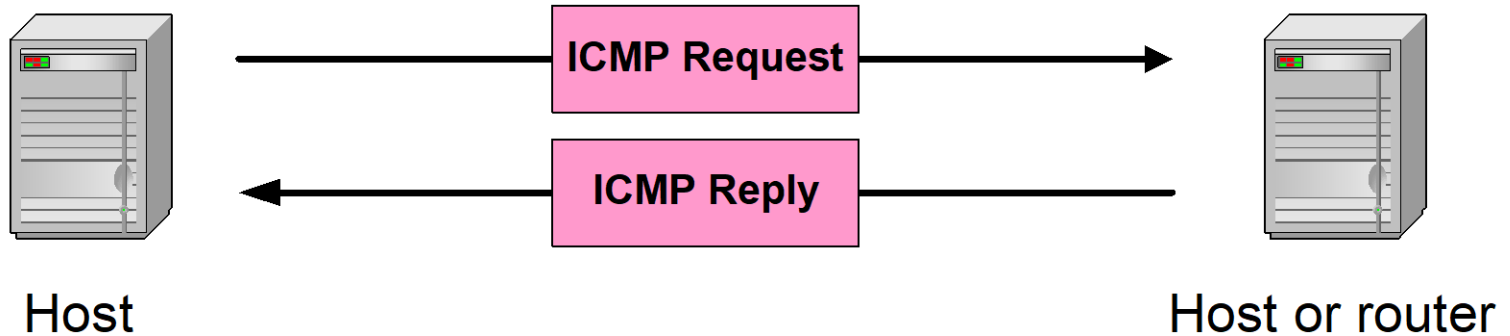 ICMP Request
ICMP Reply
Host
Host or router